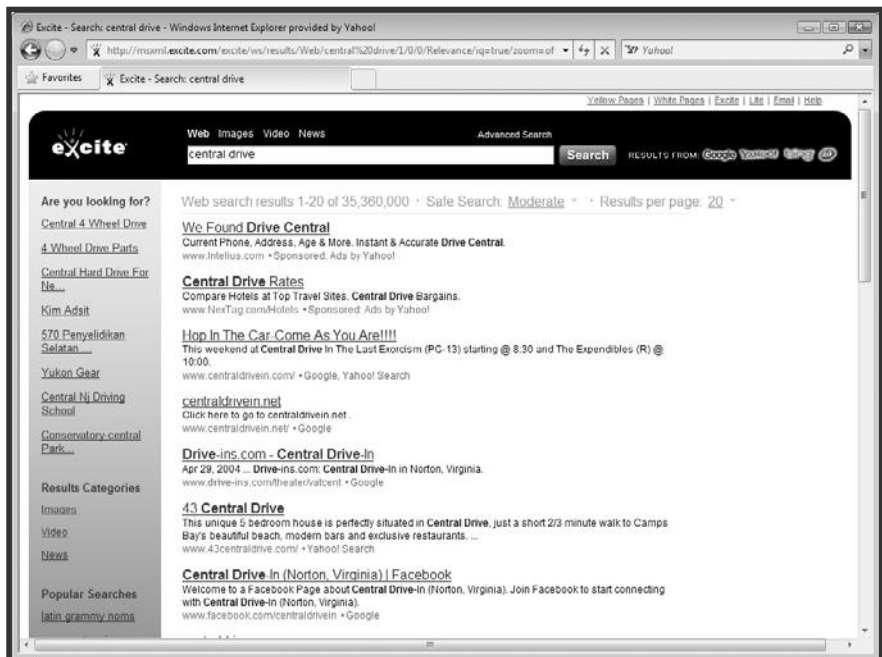 Excite - Search: central drive - Windows Internet Explorer provided by Yahoo!
http://msxml.excite.com/excite/ws/results/Web/central%20drive/1/0/0/Relevance/iq=true/zoom=of
Yahoo!
Favorites
Excite - Search: central drive
Yellow Pages | White Pages | Excite | Lite | Email | Help
excite
Web Images Video News
Advanced Search
central drive
Search
RESULTS FROM: Google Yahoo! bing
Are you looking for?
Central 4 Wheel Drive
4 Wheel Drive Parts
Central Hard Drive For
Ne...
Kim Adsit
570 Penyelidikan
Selatan ...
Yukon Gear
Central Nj Driving
School
Conservatory-central
Park...
Results Categories
Images
Video
News
Popular Searches
latin grammy noms
Web search results 1-20 of 35,360,000 · Safe Search: Moderate · Results per page: 20
We Found Drive Central
Current Phone, Address, Age & More. Instant & Accurate Drive Central.
www.Intelius.com • Sponsored: Ads by Yahoo!
Central Drive Rates
Compare Hotels at Top Travel Sites. Central Drive Bargains.
www.NexTag.com/Hotels • Sponsored: Ads by Yahoo!
Hop In The Car-Come As You Are!!!!
This weekend at Central Drive In The Last Exorcism (PG-13) starting @ 8:30 and The Expendibles (R) @
10:00.
www.centraldrivein.com/ • Google, Yahoo! Search
centraldrivein.net
Click here to go to centraldrivein.net .
www.centraldrivein.net/ • Google
Drive-ins.com - Central Drive-In
Apr 29, 2004 ... Drive-ins.com: Central Drive-In in Norton, Virginia.
www.drive-ins.com/theater/vatcent • Google
43 Central Drive
This unique 5 bedroom house is perfectly situated in Central Drive, just a short 2/3 minute walk to Camps
Bay's beautiful beach, modern bars and exclusive restaurants. ...
www.43centraldrive.com/ • Yahoo! Search
Central Drive-In (Norton, Virginia) | Facebook
Welcome to a Facebook Page about Central Drive-In (Norton, Virginia). Join Facebook to start connecting
with Central Drive-In (Norton, Virginia).
www.facebook.com/centraldrivein • Google